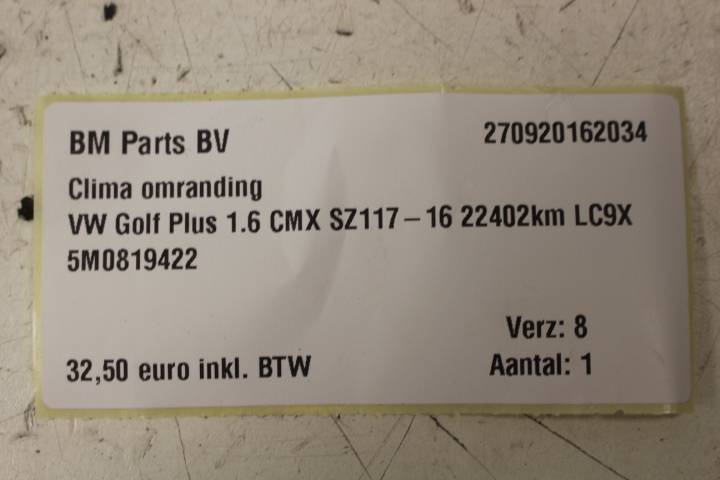 BM Parts BV 270920162034
Clima omranding
VW Golf Plus 1.6 CMX SZ117-16 22402km LC9X
5M0819422
Verz: 8
32,50 euro inkl. BTW Aantal: 1